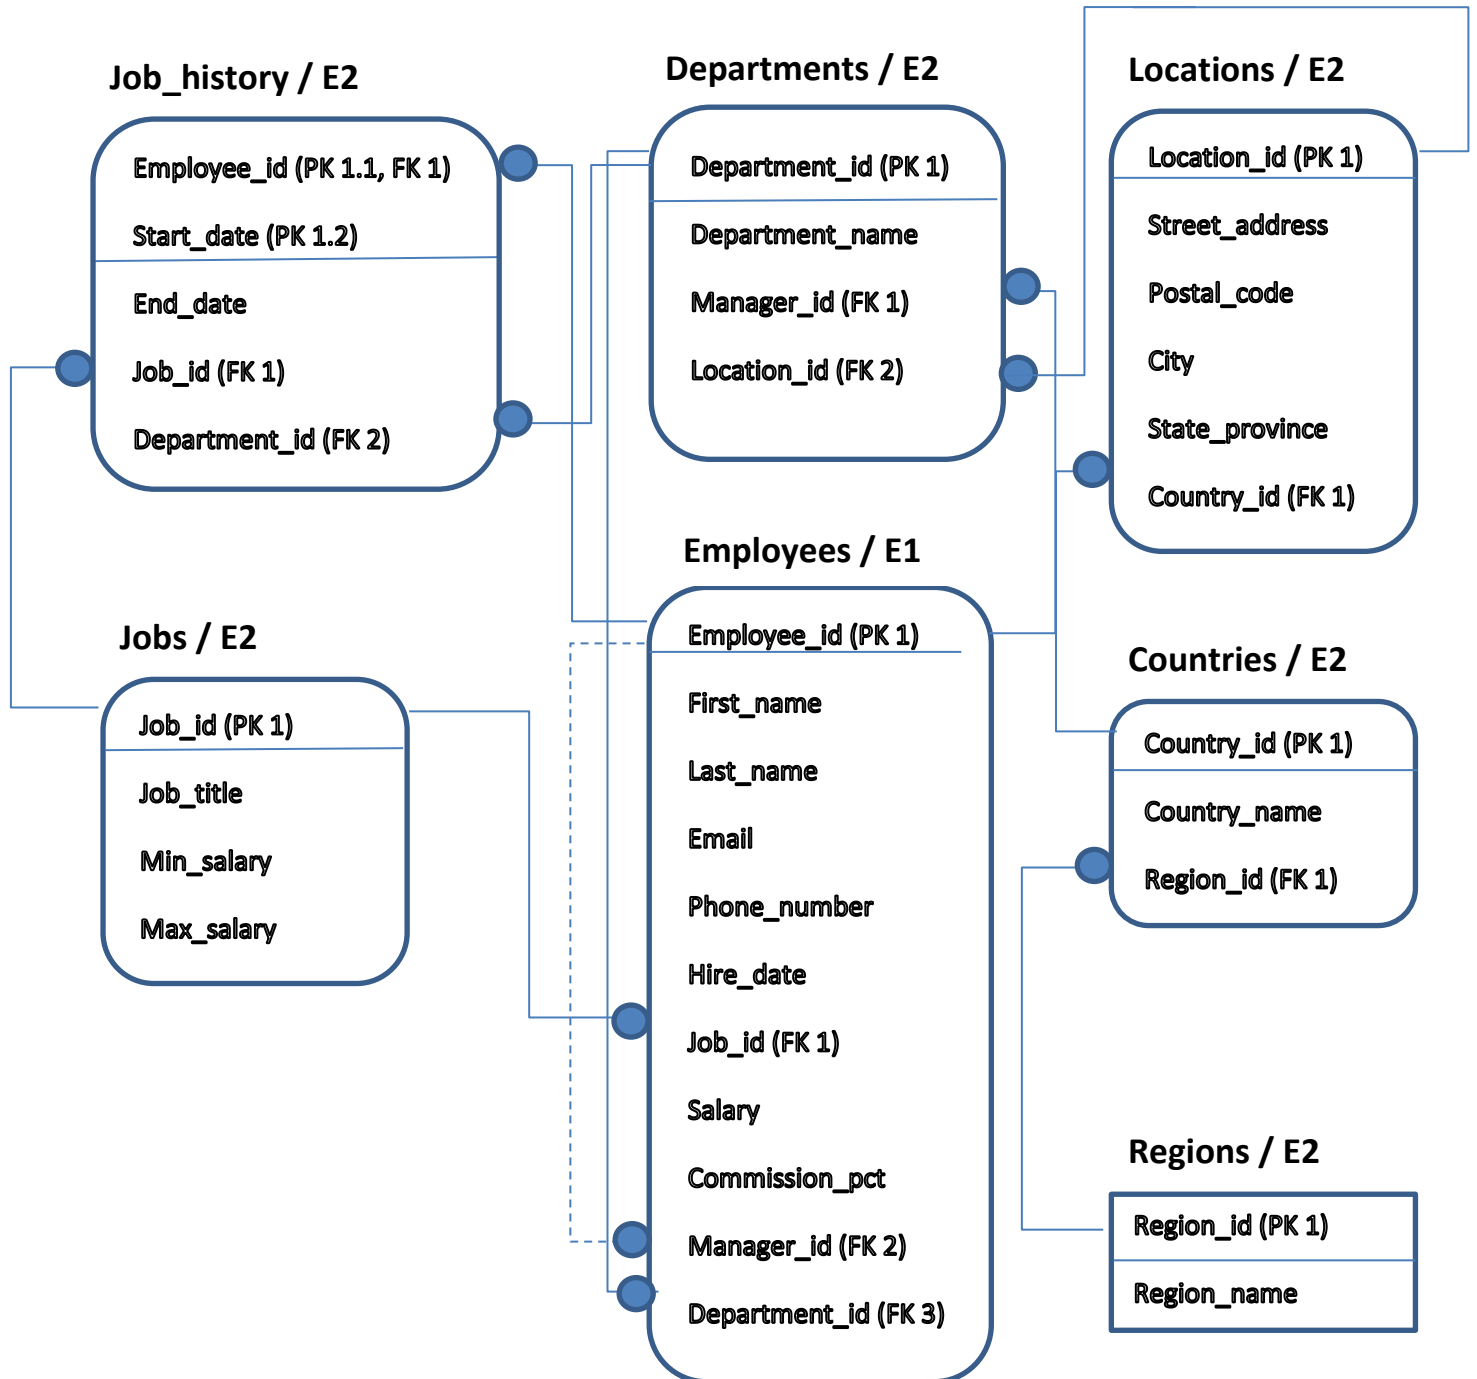 Job_history / E2
Employee_id (PK 1.1, FK 1)
Start_date (PK 1.2)
End_date
Job_id (FK 1)
Department_id (FK 2)
Departments / E2
Department_id (PK 1)
Department_name
Manager_id (FK 1)
Location_id (FK 2)
Locations / E2
Location_id (PK 1)
Street_address
Postal_code
City
State_province
Country_id (FK 1)
Jobs / E2
Job_id (PK 1)
Job_title
Min_salary
Max_salary
Employees / E1
Employee_id (PK 1)
First_name
Last_name
Email
Phone_number
Hire_date
Job_id (FK 1)
Salary
Commission_pct
Manager_id (FK 2)
Department_id (FK 3)
Countries / E2
Country_id (PK 1)
Country_name
Region_id (FK 1)
Regions / E2
Region_id (PK 1)
Region_name